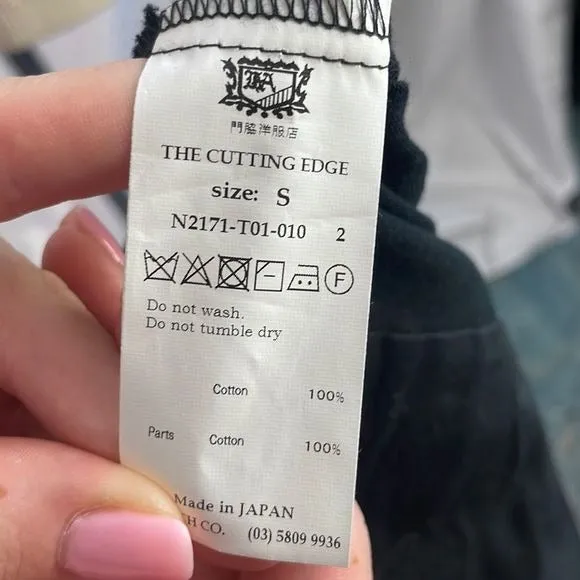 門脇洋服店
THE CUTTING EDGE
size: S
N2171-T01-010 2
F
Do not wash.
Do not tumble dry
Cotton 100%
Parts Cotton 100%
Made in JAPAN
CO. (03) 5809 9936